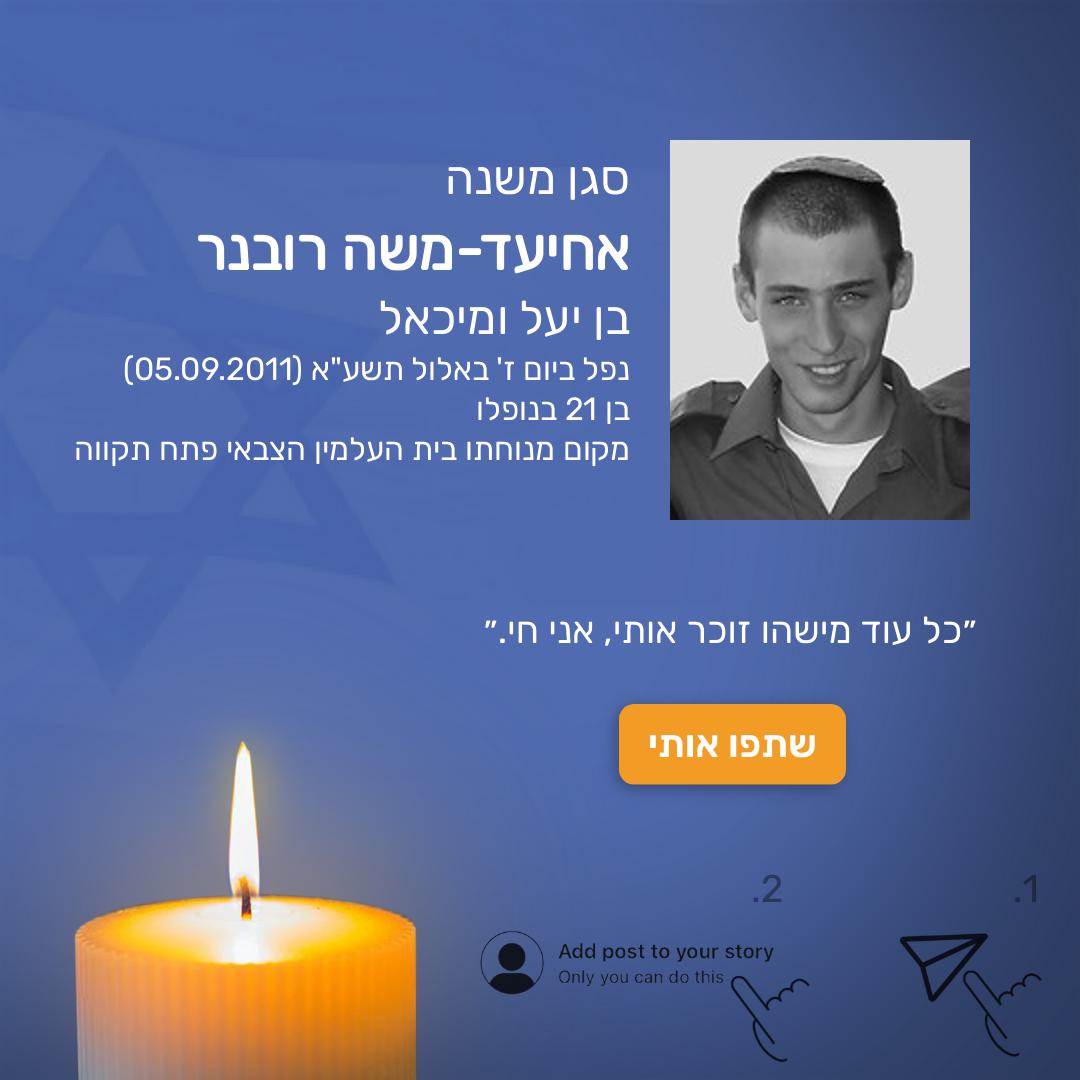 סגן משנה
אחיעד-משה רובנר
בן יעל ומיכאל
נפל ביום ז' באלול תשע"א (05.09.2011)
בן 21 בנופלו
מקום מנוחתו בית העלמין הצבאי פתח תקווה
״כל עוד מישהו זוכר אותי, אני חי.״
שתפו אותי
.1
.2
Add post to your story
Only you can do this